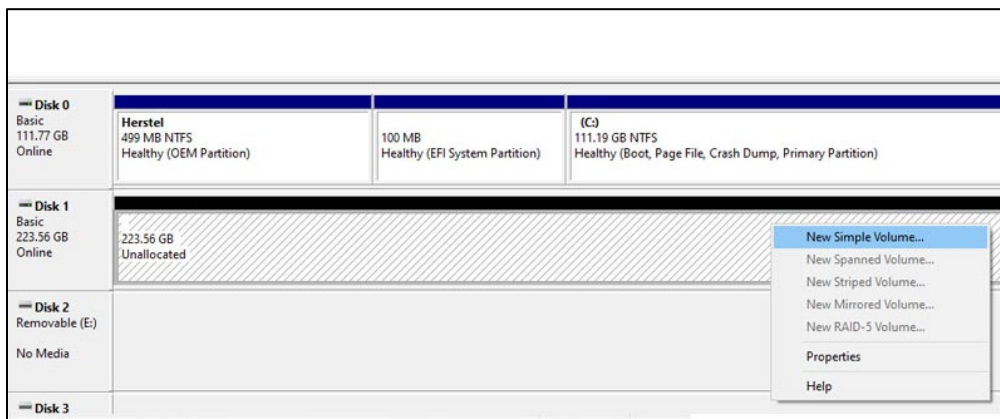 Disk 0
Basic
111.77 GB
Online
Herstel
499 MB NTFS
Healthy (OEM Partition)
100 MB
Healthy (EFI System Partition)
(C:)
111.19 GB NTFS
Healthy (Boot, Page File, Crash Dump, Primary Partition)
Disk 1
Basic
223.56 GB
Online
223.56 GB
Unallocated
New Simple Volume...
New Spanned Volume...
New Striped Volume...
New Mirrored Volume...
New RAID-5 Volume...
Properties
Help
Disk 2
Removable (E:)
No Media
Disk 3